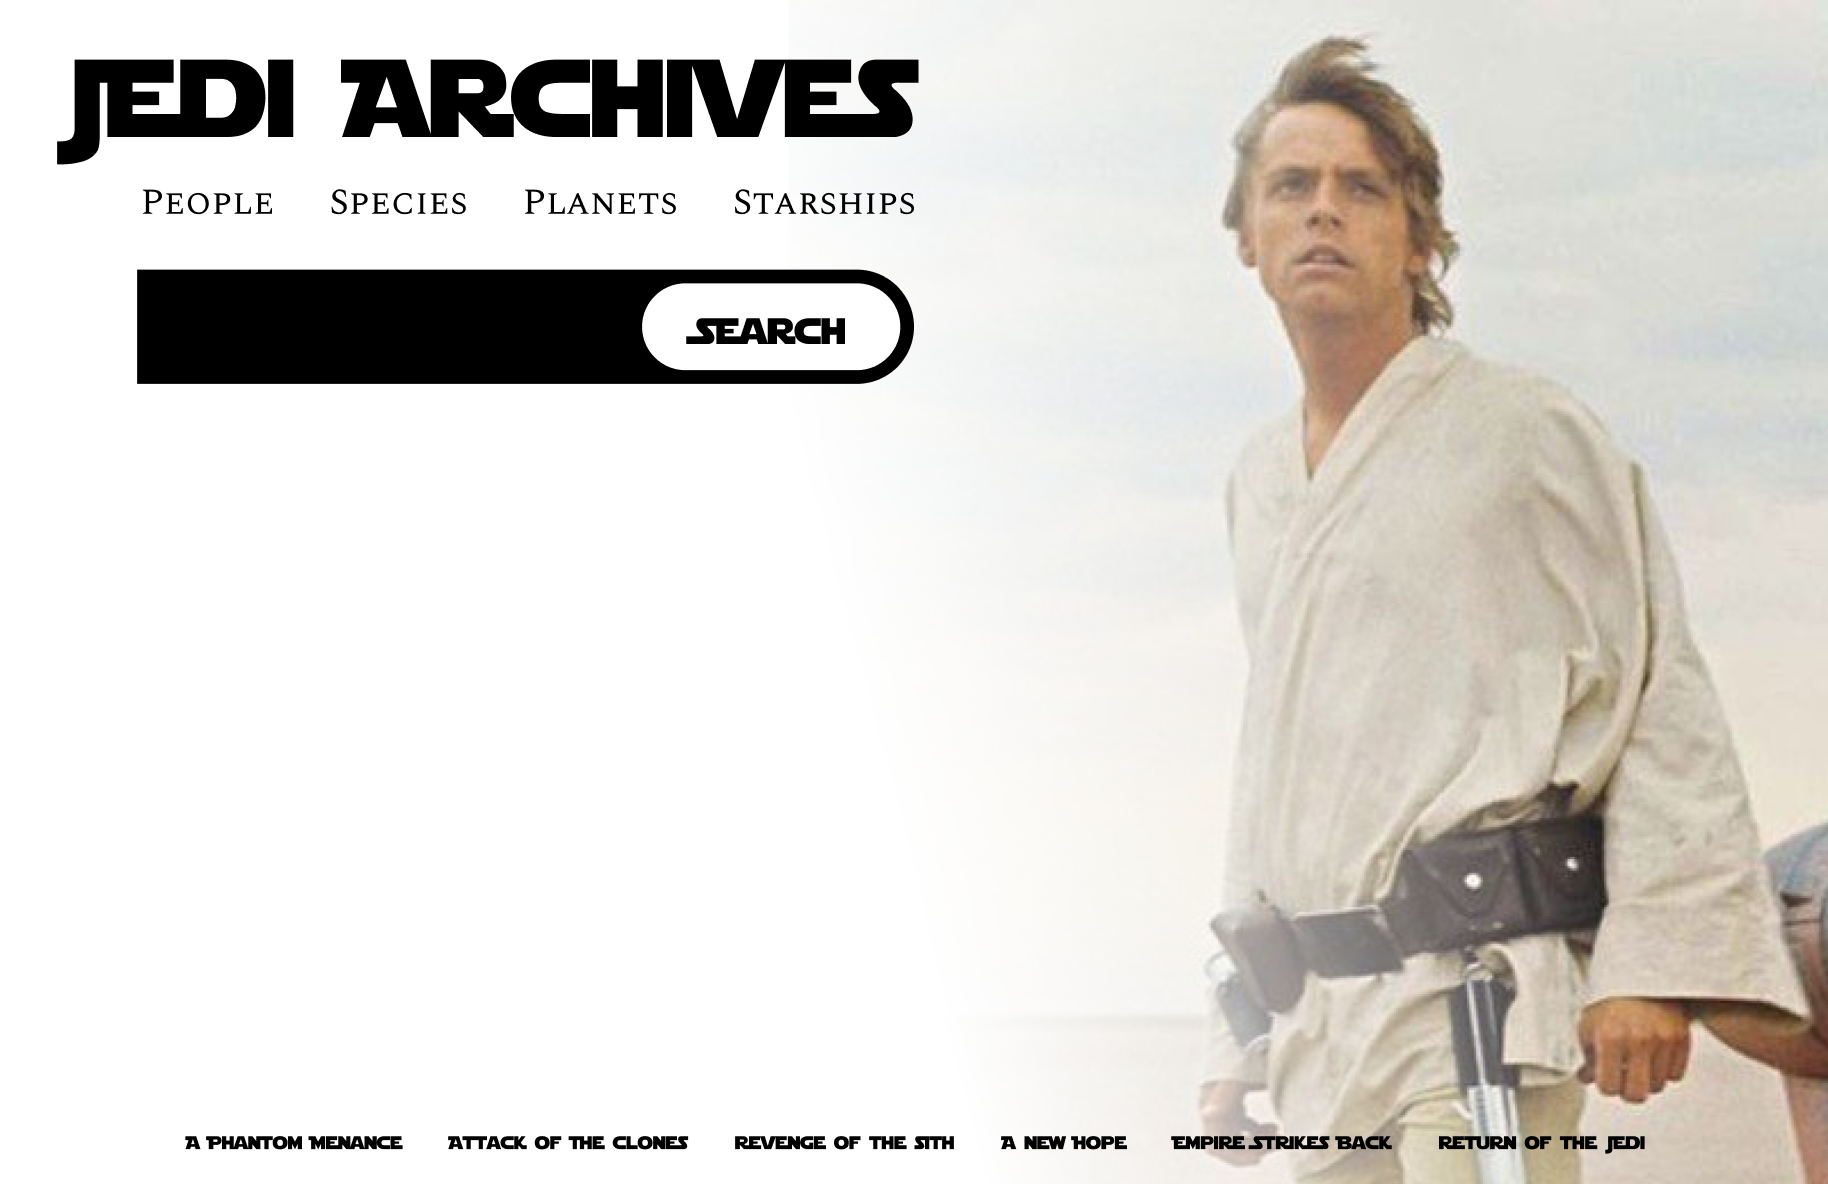 JEDI ARCHIVES
PEOPLE SPECIES PLANETS STARSHIPS
SEARCH
A PHANTOM MENANCE ATTACK OF THE CLONES REVENGE OF THE SITH A NEW HOPE EMPIRE STRIKES BACK RETURN OF THE JEDI